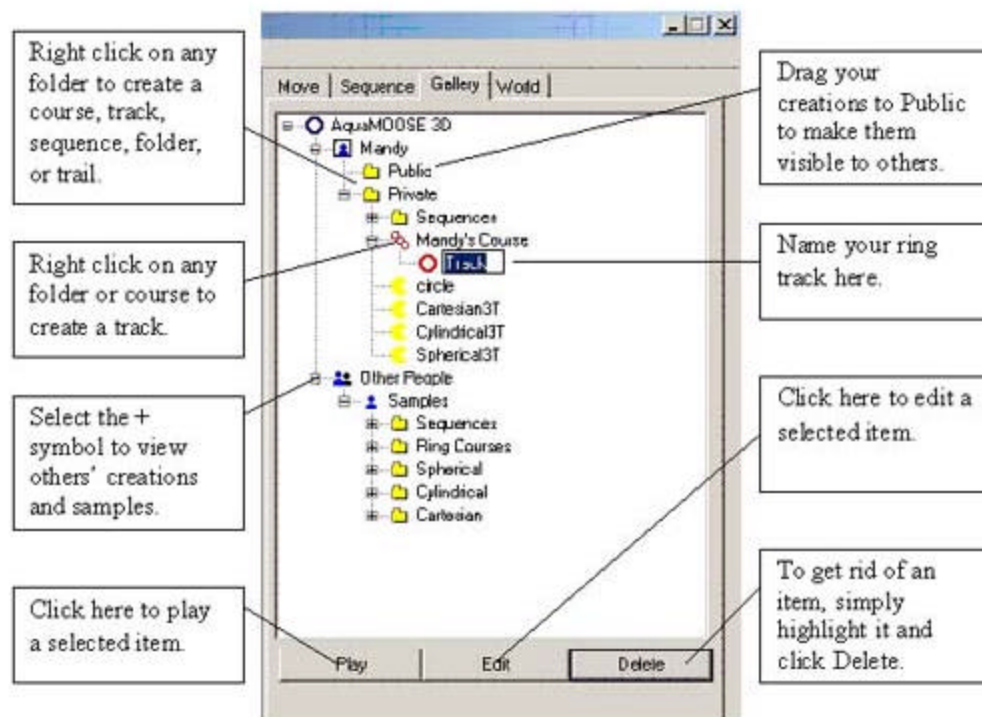 Right click on any
folder to create a
course, track,
sequence, folder,
or trail.
Right click on any
folder or course to
create a track.
Select the +
symbol to view
others' creations
and samples.
Click here to play
a selected item.
Move Sequence Gallery World
AquaMOOSE 3D
Mandy
Public
Private
Sequences
Mandy's Course
Track
circle
Cartesian3T
Cylindrical3T
Spherical3T
Other People
Samples
Sequences
Ring Courses
Spherical
Cylindrical
Cartesian
Play Edit Delete
Drag your
creations to Public
to make them
visible to others.
Name your ring
track here.
Click here to edit a
selected item.
To get rid of an
item, simply
highlight it and
click Delete.